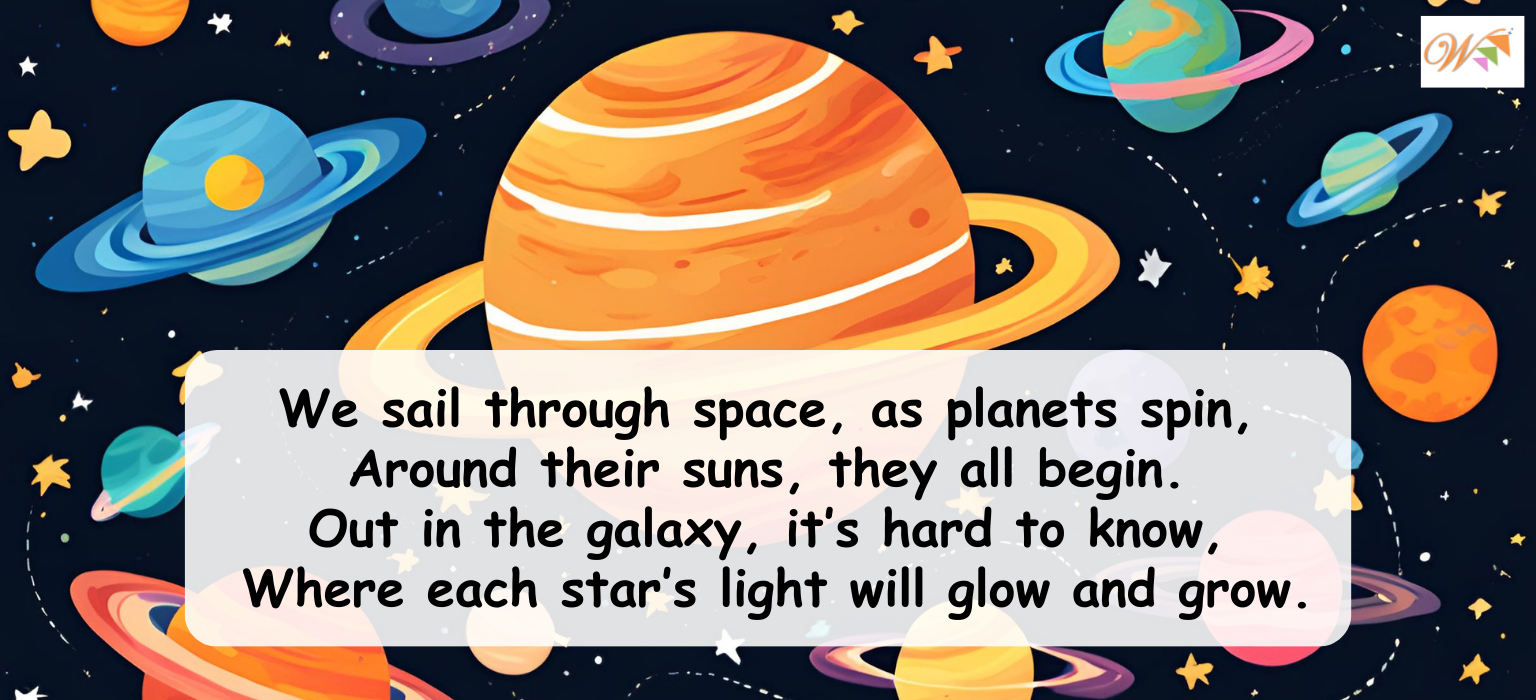 W
We sail through space, as planets spin,
Around their suns, they all begin.
Out in the galaxy, it’s hard to know,
Where each star’s light will glow and grow.